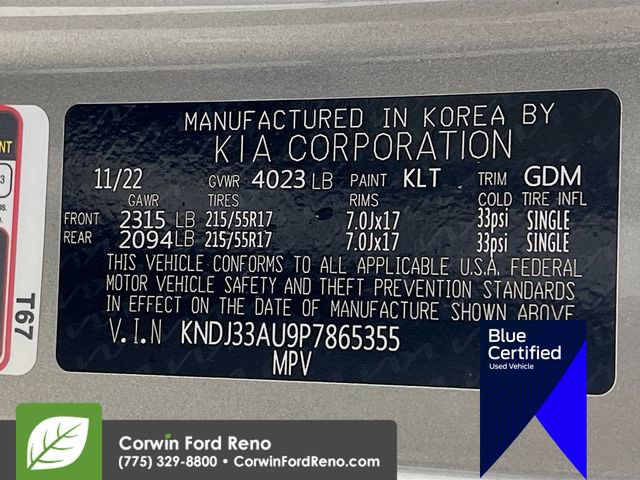 MANUFACTURED IN KOREA BY
KIA CORPORATION
11/22 GVWR 4023 LB PAINT KLT TRIM GDM
GAWR TIRES RIMS COLD TIRE INFL
FRONT 2315 LB 215/55R17 7.0Jx17 33psi SINGLE
REAR 2094 LB 215/55R17 7.0Jx17 33psi SINGLE
THIS VEHICLE CONFORMS TO ALL APPLICABLE U.S.A. FEDERAL
MOTOR VEHICLE SAFETY AND THEFT PREVENTION STANDARDS
IN EFFECT ON THE DATE OF MANUFACTURE SHOWN ABOVE.
V.I.N KNDJ33AU9P7865355
MPV
T67
Blue
Certified
Used Vehicle
Corwin Ford Reno
(775) 329-8800 • CorwinFordReno.com